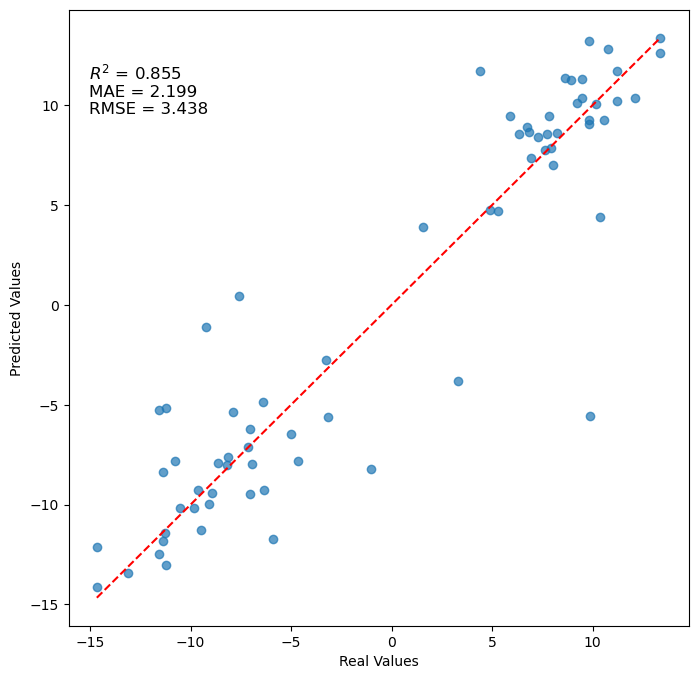 R² = 0.855
MAE = 2.199
RMSE = 3.438
10
5
0
−5
−10
−15
Predicted Values
−15
−10
−5
0
5
10
Real Values